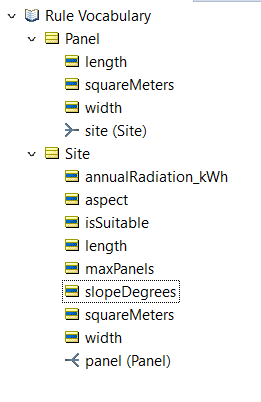 Rule Vocabulary
Panel
length
squareMeters
width
site (Site)
Site
annualRadiation_kWh
aspect
isSuitable
length
maxPanels
slopeDegrees
squareMeters
width
panel (Panel)